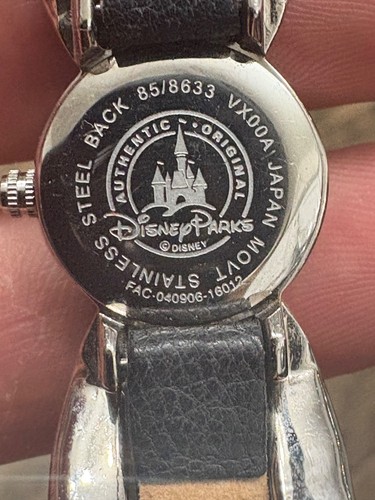 STAINLESS STEEL BACK 85/8633 VX00A JAPAN MOVT
AUTHENTIC • ORIGINAL
Disney Parks
© DISNEY
FAC-040906-16012